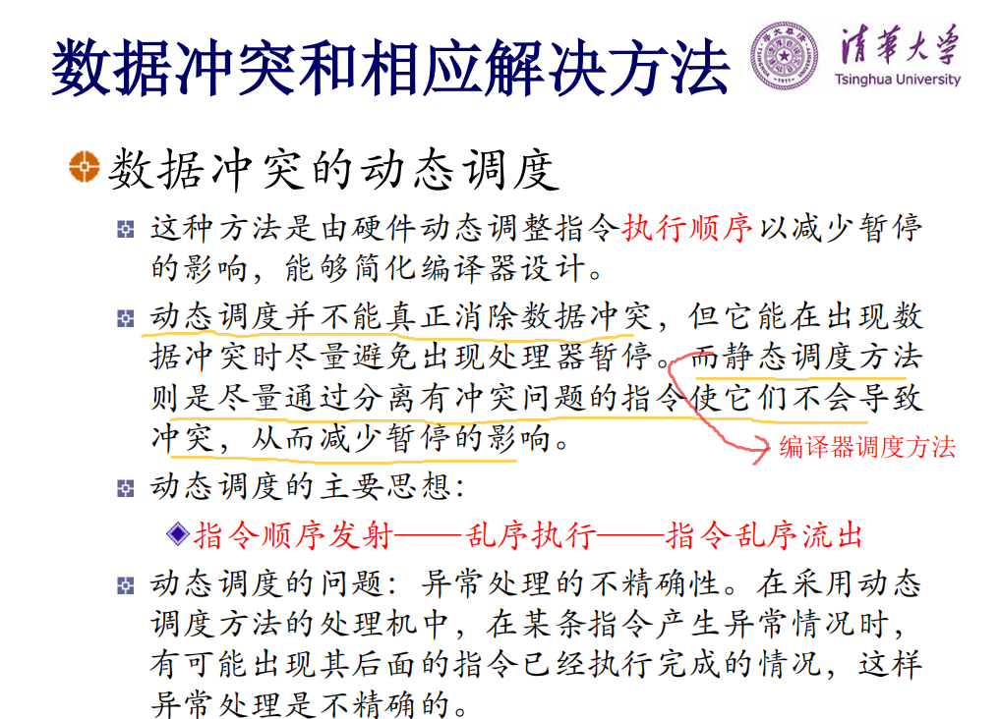 数据冲突和相应解决方法
清华大学
Tsinghua University
数据冲突的动态调度
这种方法是由硬件动态调整指令执行顺序以减少暂停
的影响，能够简化编译器设计。
动态调度并不能真正消除数据冲突，但它能在出现数
据冲突时尽量避免出现处理器暂停。而静态调度方法
则是尽量通过分离有冲突问题的指令使它们不会导致
冲突，从而减少暂停的影响。
编译器调度方法
动态调度的主要思想：
指令顺序发射——乱序执行——指令乱序流出
动态调度的问题：异常处理的不精确性。在采用动态
调度方法的处理机中，在某条指令产生异常情况时，
有可能出现其后面的指令已经执行完成的情况，这样
异常处理是不精确的。